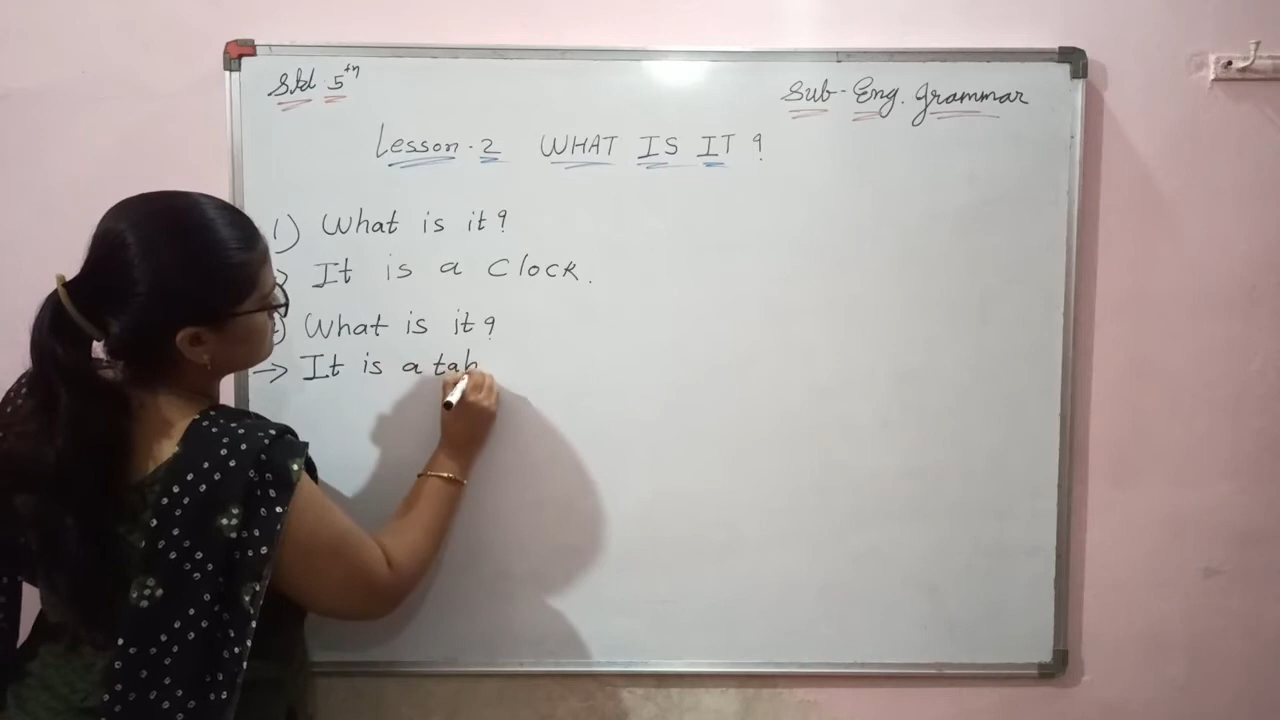 Std. 5th
Sub- Eng. Grammar
Lesson-2 WHAT IS IT?
1) What is it?
It is a Clock.
) What is it?
→ It is a tab